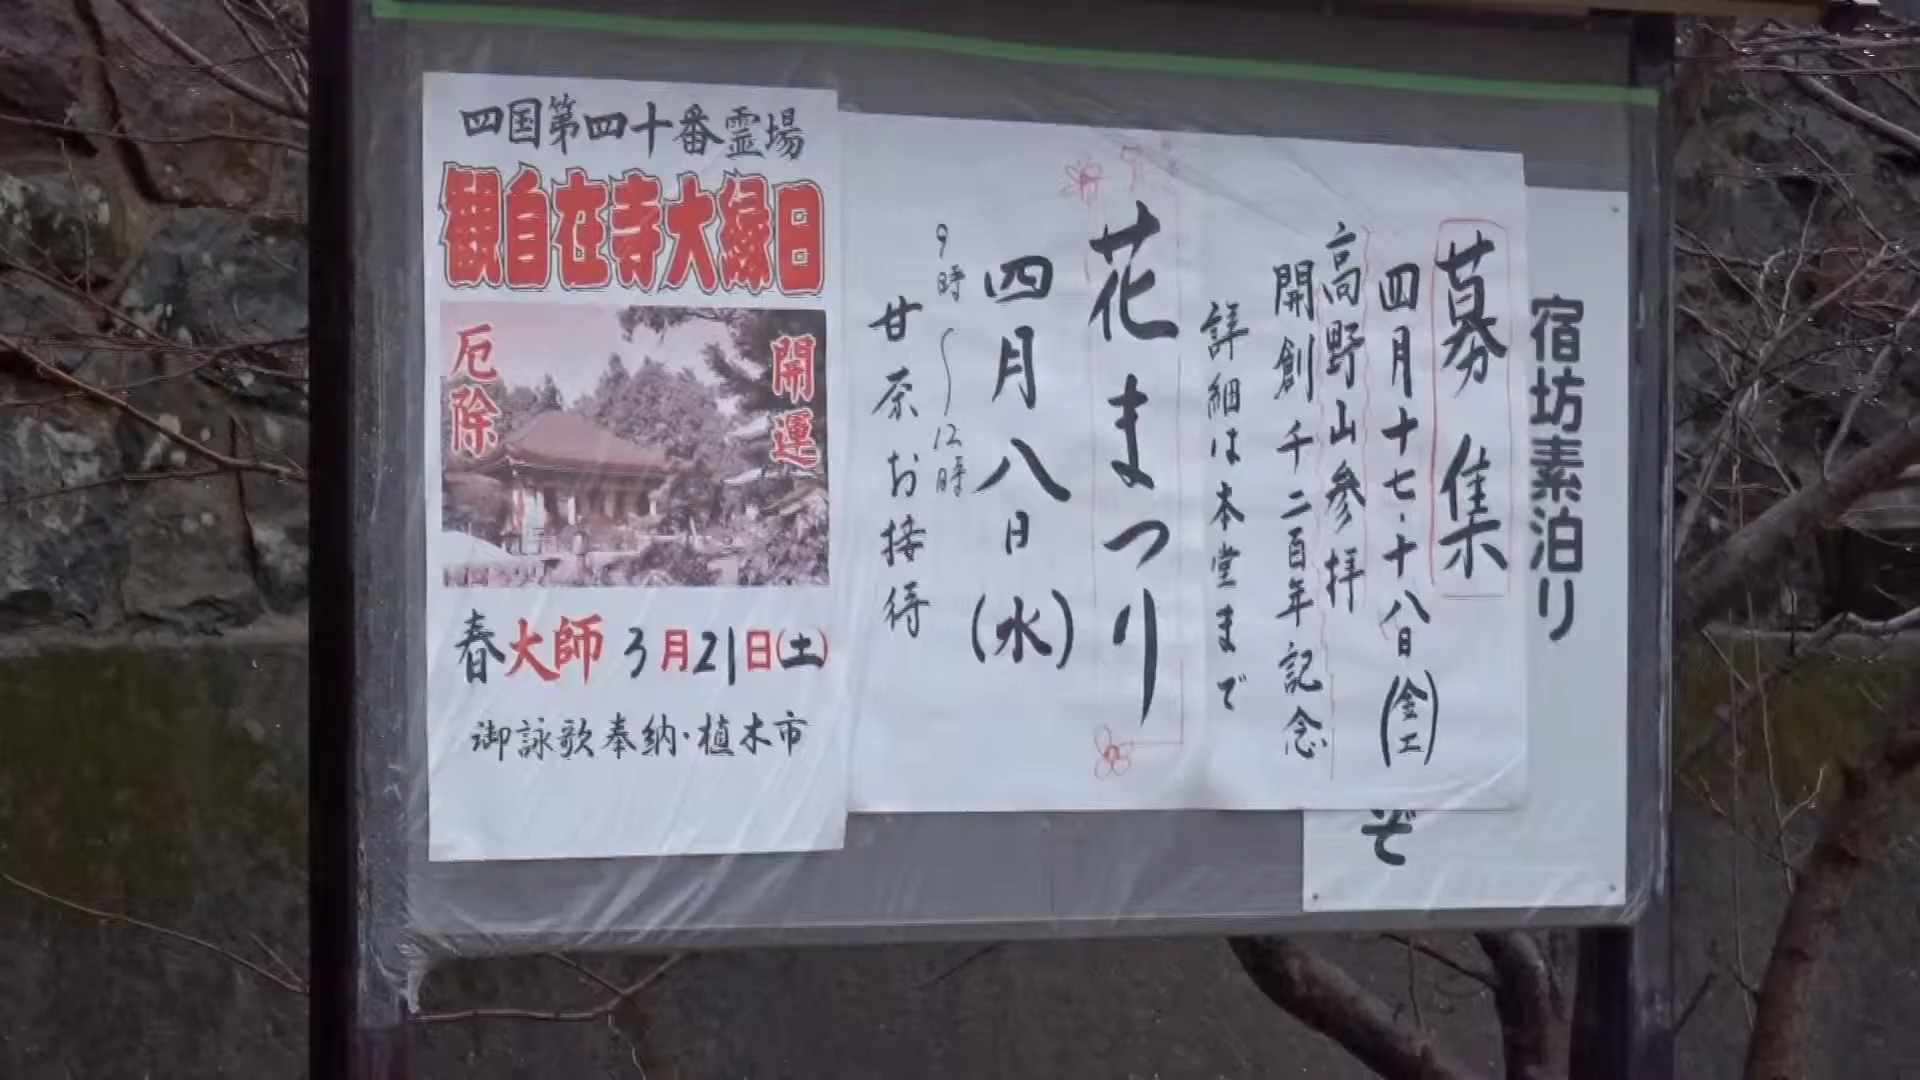 四国第四十番霊場
観自在寺大縁日
開運
厄除
春大師 3月21日(土)
御詠歌奉納・植木市
宿坊素泊り
ぞ
募集
四月十七・十八日(金土)
高野山参拝
開創千二百年記念
詳細は本堂まで
花まつり
四月八日(水)
9時〜12時
甘茶お接待